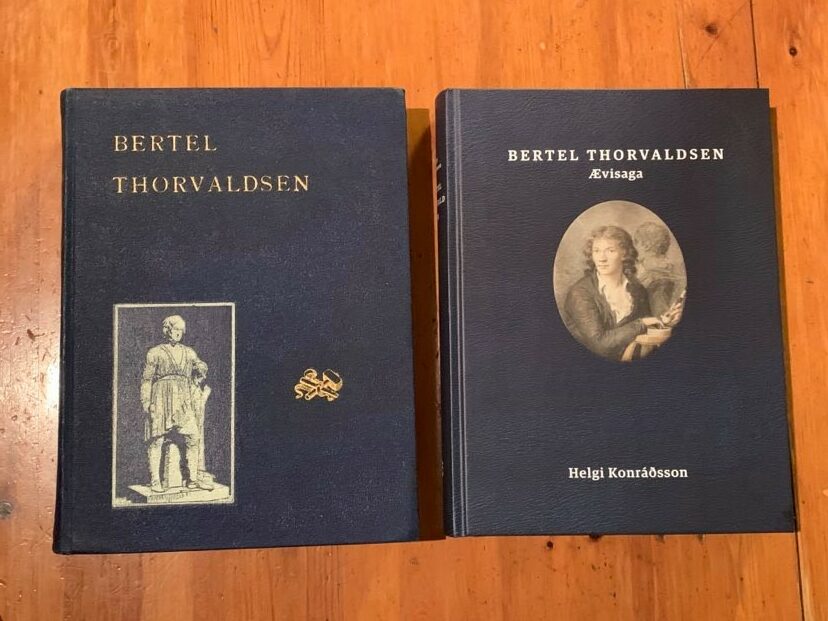 BERTEL
THORVALDSEN
BERTEL THORVALDSEN
Ævisaga
Helgi Konráðsson